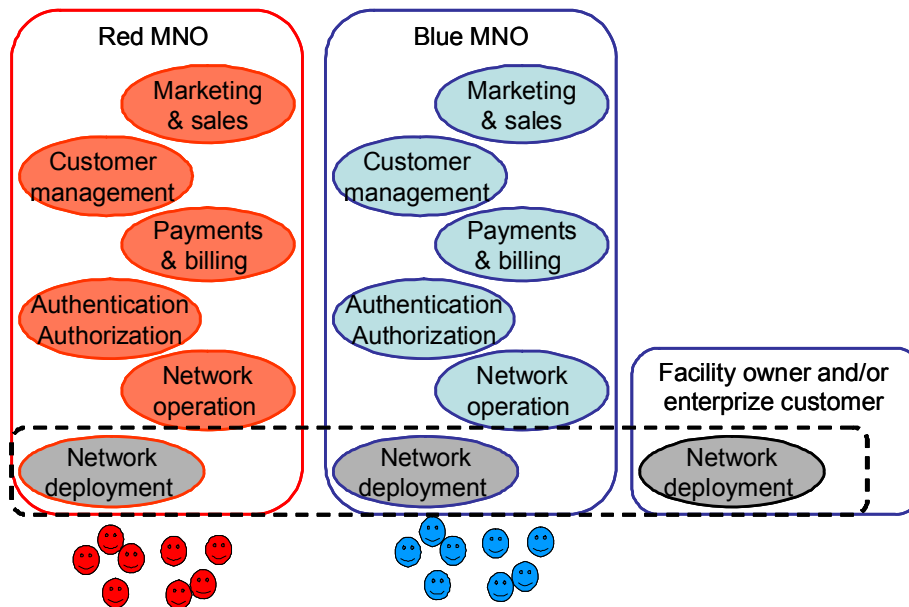 Red MNO
Marketing
& sales
Customer
management
Payments
& billing
Authentication
Authorization
Network
operation
Network
deployment
Blue MNO
Marketing
& sales
Customer
management
Payments
& billing
Authentication
Authorization
Network
operation
Network
deployment
Facility owner and/or
enterprize customer
Network
deployment